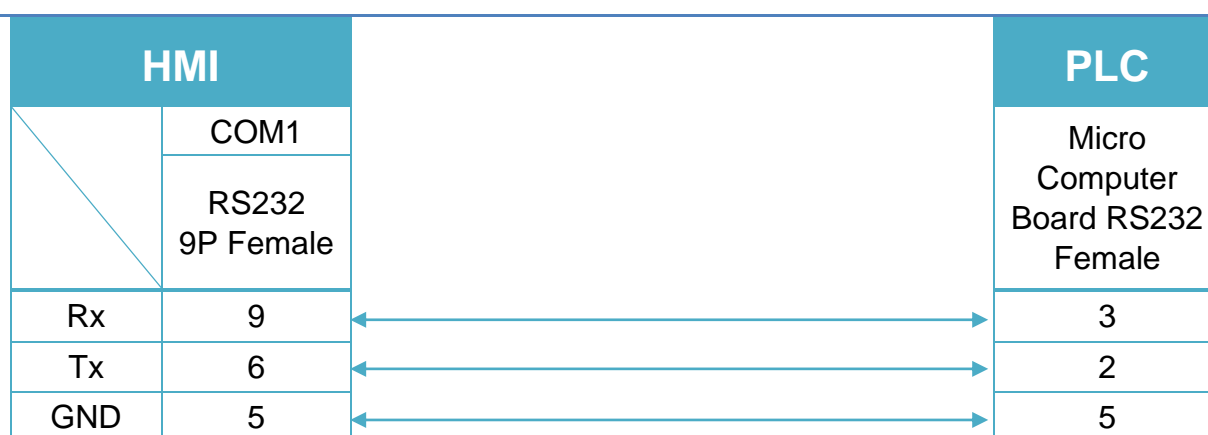 HMI PLC
COM1
RS232
9P Female
Micro
Computer
Board RS232
Female
Rx 9 3
Tx 6 2
GND 5 5